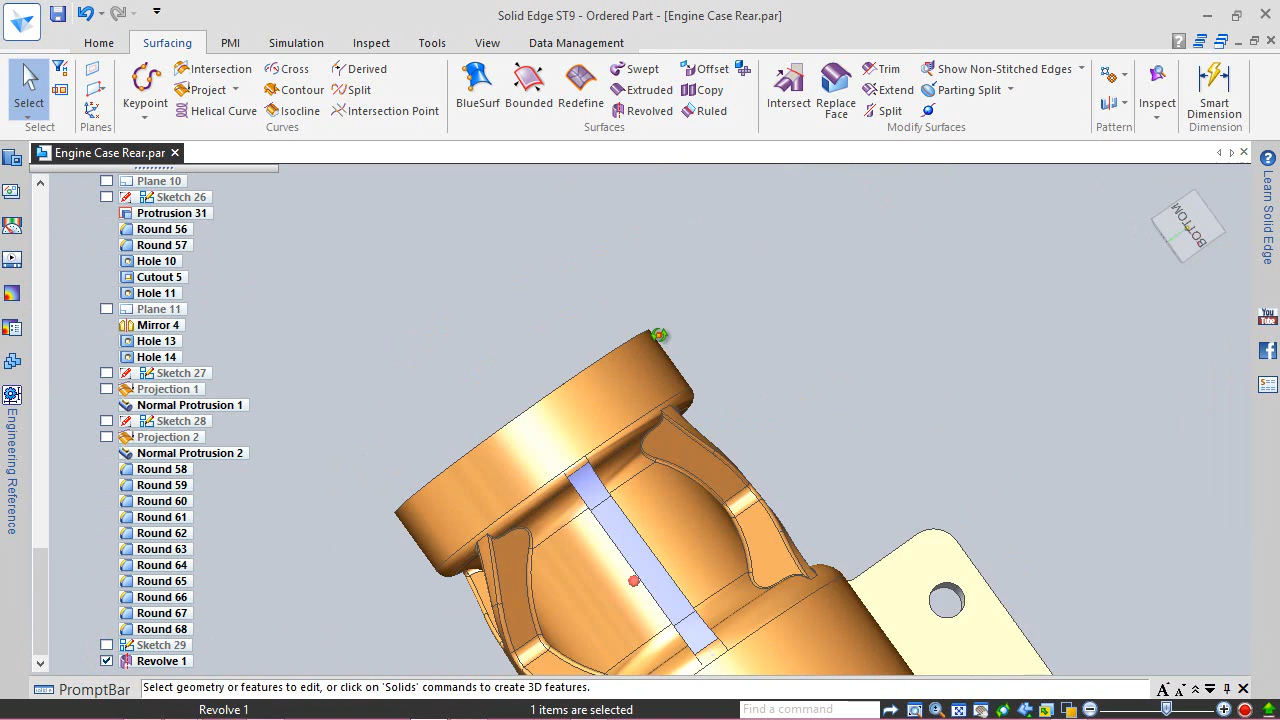 Solid Edge ST9 - Ordered Part - [Engine Case Rear.par]
Home Surfacing PMI Simulation Inspect Tools View Data Management
Select
Select
Planes
Keypoint
Intersection Cross Derived
Project Contour Split
Helical Curve Isocline Intersection Point
Curves
BlueSurf Bounded Redefine
Swept Offset
Extruded Copy
Revolved Ruled
Surfaces
Intersect Replace Face
Trim Show Non-Stitched Edges
Extend Parting Split
Split
Modify Surfaces
Pattern
Inspect
Smart Dimension
Dimension
Engine Case Rear.par
Plane 10
Sketch 26
Protrusion 31
Round 56
Round 57
Hole 10
Cutout 5
Hole 11
Plane 11
Mirror 4
Hole 13
Hole 14
Sketch 27
Projection 1
Normal Protrusion 1
Sketch 28
Projection 2
Normal Protrusion 2
Round 58
Round 59
Round 60
Round 61
Round 62
Round 63
Round 64
Round 65
Round 66
Round 67
Round 68
Sketch 29
Revolve 1
Engineering Reference
BOTTOM
Learn Solid Edge
You Tube
PromptBar Select geometry or features to edit, or click on 'Solids' commands to create 3D features.
Revolve 1 1 items are selected Find a command